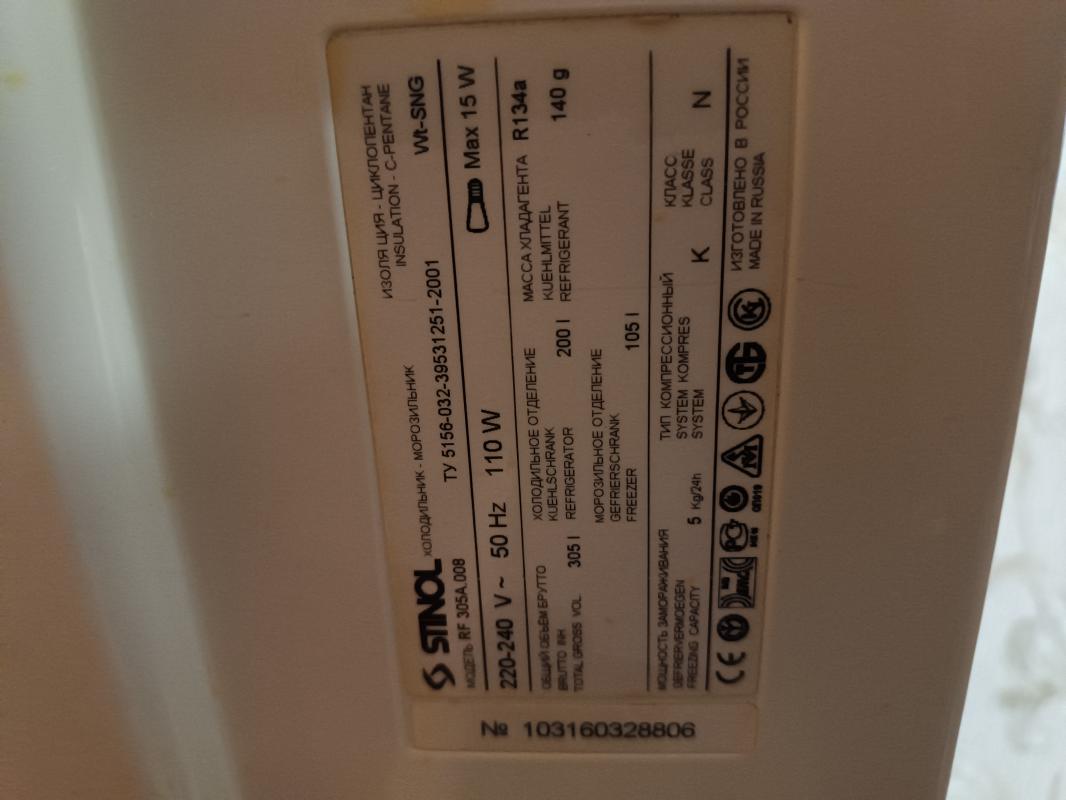 STINOL ХОЛОДИЛЬНИК - МОРОЗИЛЬНИК
ИЗОЛЯ ЦИЯ - ЦИКЛОПЕНТАН
INSULATION - C-PENTANE
МОДЕЛЬ RF 305A.008
ТУ 5156-032-39531251-2001
Wt-SNG
220-240 V ~ 50 Hz 110 W
Max 15 W
ОБЩИЙ ОБЪЕМ БРУТТО
BRUTTO INH
TOTAL GROSS VOL
305 l
ХОЛОДИЛЬНОЕ ОТДЕЛЕНИЕ
KUEHLSCHRANK
REFRIGERATOR
200 l
МОРОЗИЛЬНОЕ ОТДЕЛЕНИЕ
GEFRIERSCHRANK
FREEZER
105 l
МАССА ХЛАДАГЕНТА R134a
KUEHLMITTEL
REFRIGERANT
140 g
МОЩНОСТЬ ЗАМОРАЖИВАНИЯ
GEFRIERVERMOEGEN
FREEZING CAPACITY
5 Kg/24h
ТИП КОМПРЕССИОННЫЙ
SYSTEM KOMPRES
SYSTEM
K
КЛАСС
KLASSE
CLASS
N
CE
ИЗГОТОВЛЕНО В РОССИИ
MADE IN RUSSIA
№ 103160328806